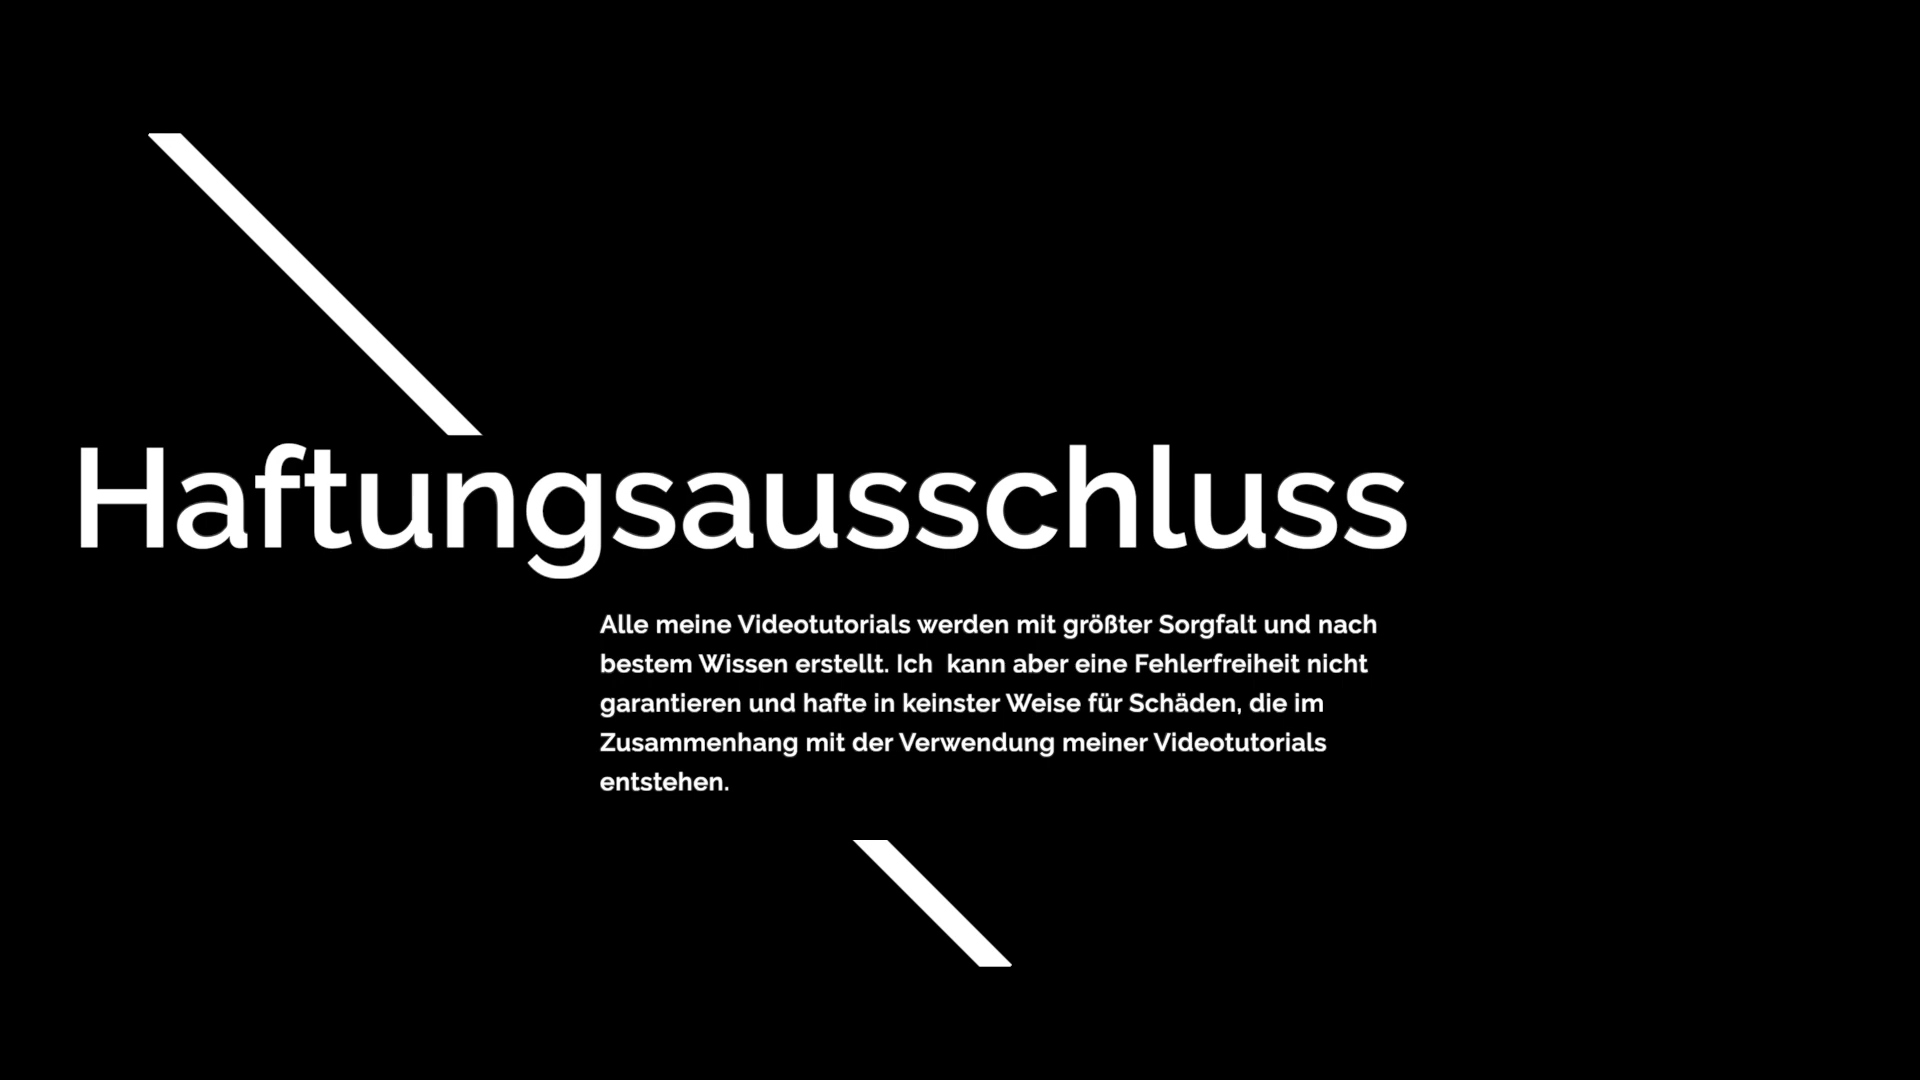 Haftungsausschluss
Alle meine Videotutorials werden mit größter Sorgfalt und nach
bestem Wissen erstellt. Ich  kann aber eine Fehlerfreiheit nicht
garantieren und hafte in keinster Weise für Schäden, die im
Zusammenhang mit der Verwendung meiner Videotutorials
entstehen.